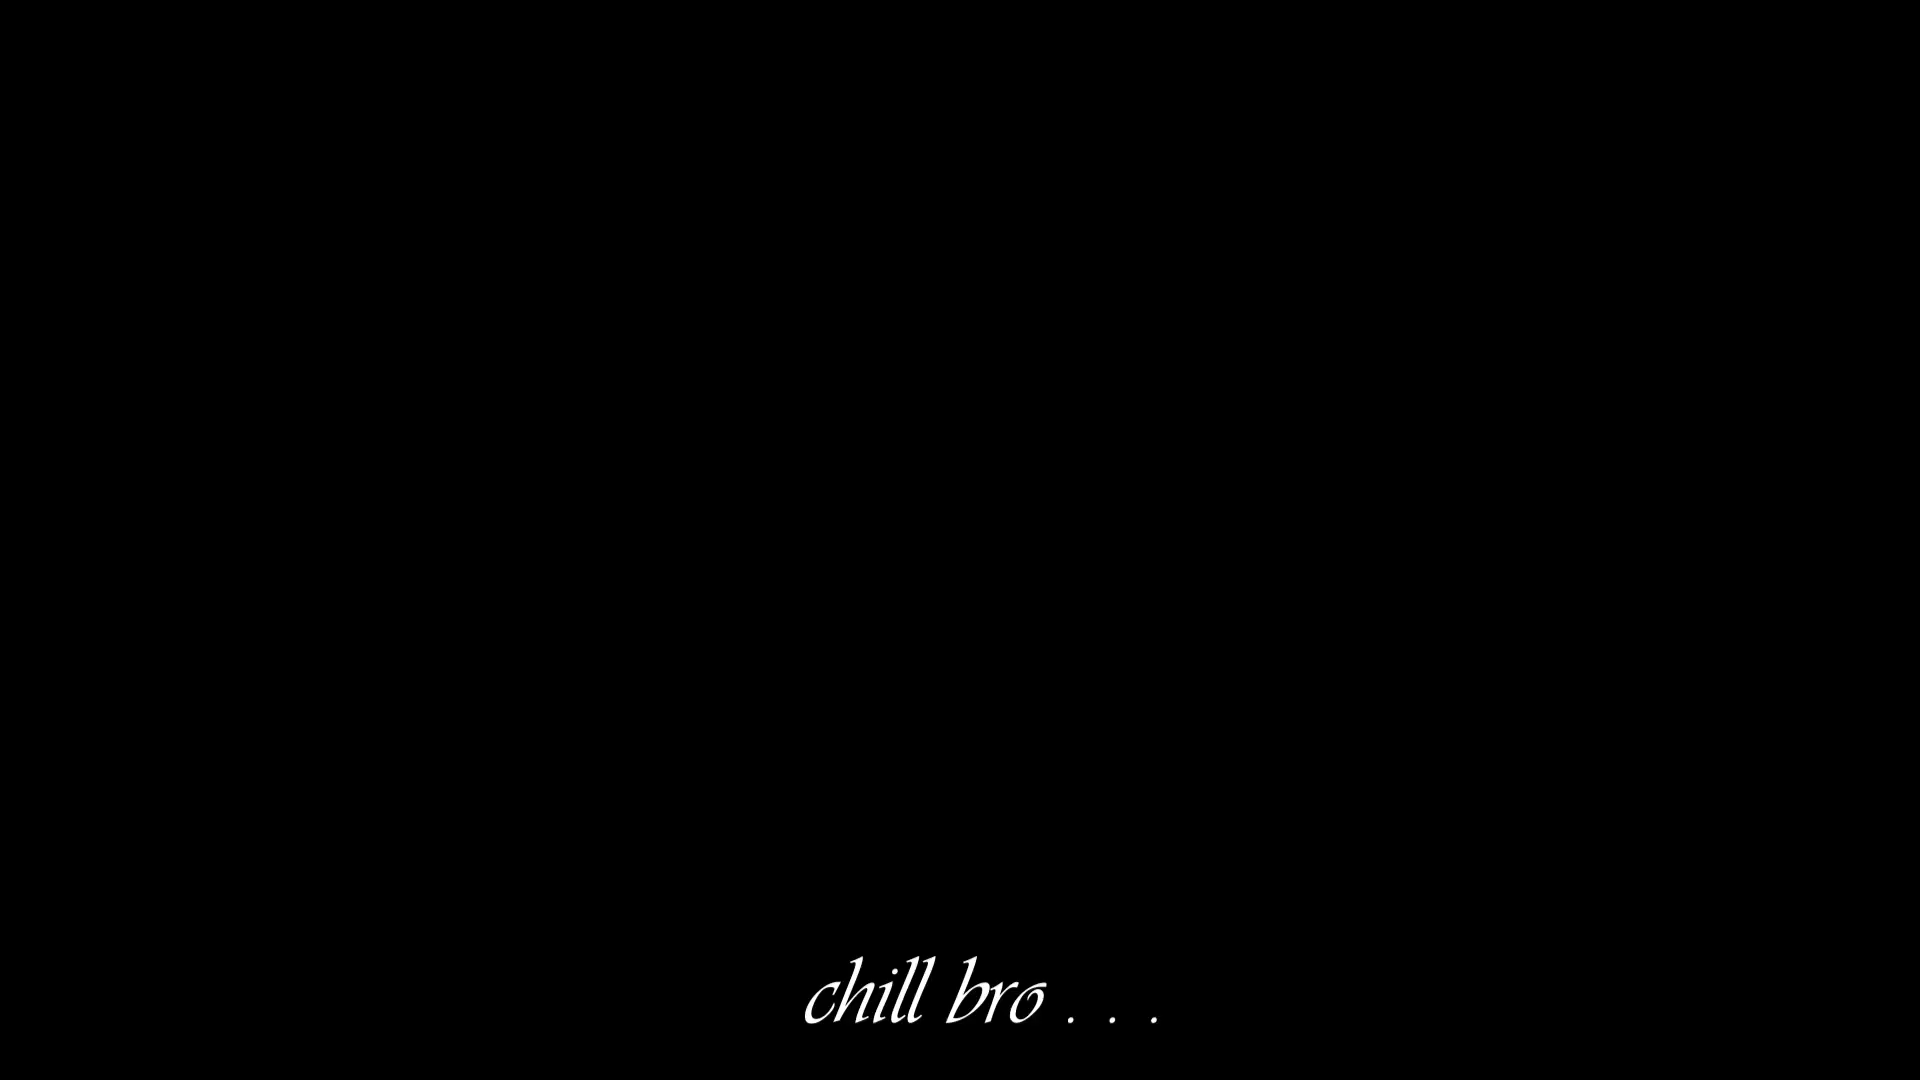 chill bro . . .